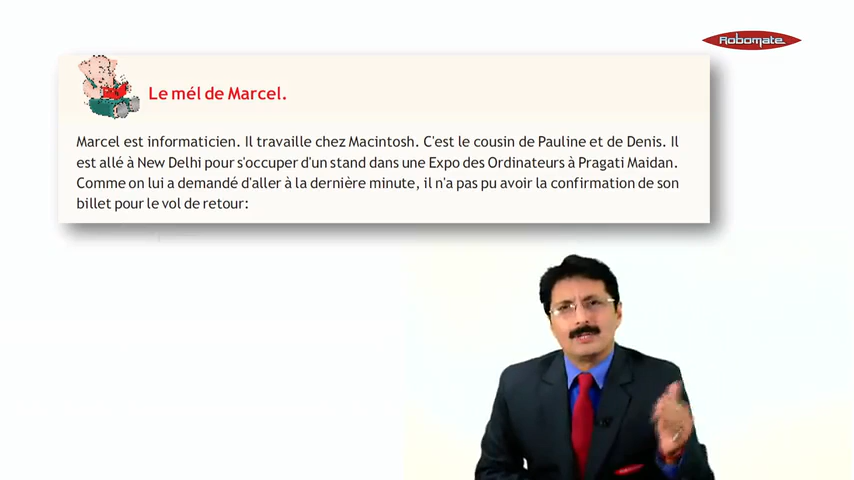 Robomate
Le mél de Marcel.
Marcel est informaticien. Il travaille chez Macintosh. C'est le cousin de Pauline et de Denis. Il
est allé à New Delhi pour s'occuper d'un stand dans une Expo des Ordinateurs à Pragati Maidan.
Comme on lui a demandé d'aller à la dernière minute, il n'a pas pu avoir la confirmation de son
billet pour le vol de retour: